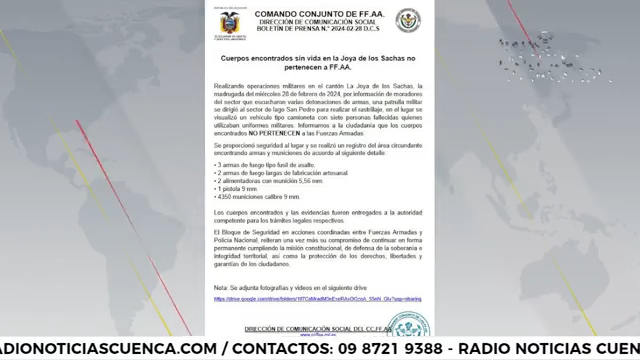 COMANDO CONJUNTO DE FF.AA.
DIRECCIÓN DE COMUNICACIÓN SOCIAL
BOLETÍN DE PRENSA N.° 2024-02-28 D.C.S
Cuerpos encontrados sin vida en la Joya de los Sachas no
pertenecen a FF.AA.
Realizando operaciones militares en el cantón La Joya de los Sachas, la
madrugada del miércoles 28 de febrero de 2024, por información de moradores
del sector que escucharon varias detonaciones de armas, una patrulla militar
se dirigió al sector de lago San Pedro para realizar el rastrillaje, en el lugar se
visualizó un vehículo tipo camioneta con siete personas fallecidas quienes
utilizaban uniformes militares. Informamos a la ciudadanía que los cuerpos
encontrados NO PERTENECEN a las Fuerzas Armadas.
Se proporcionó seguridad al lugar y se realizó un registro del área circundante
encontrando armas y municiones de acuerdo al siguiente detalle:
• 3 armas de fuego tipo fusil de asalto.
• 2 armas de fuego largas de fabricación artesanal.
• 2 alimentadoras con munición 5,56 mm.
• 1 pistola 9 mm.
• 4350 municiones calibre 9 mm.
Los cuerpos encontrados y las evidencias fueron entregados a la autoridad
competente para los trámites legales respectivos.
El Bloque de Seguridad en acciones coordinadas entre Fuerzas Armadas y
Policía Nacional, reiteran una vez más su compromiso de continuar en forma
permanente cumpliendo la misión constitucional, de defensa de la soberanía e
integridad territorial, así como la protección de los derechos, libertades y
garantías de los ciudadanos.
Nota: Se adjunta fotografías y videos en el siguiente drive
DIRECCIÓN DE COMUNICACIÓN SOCIAL DEL CC.FF.AA
ADIONOTICIASCUENCA.COM / CONTACTOS: 09 8721 9388 - RADIO NOTICIAS CUEN